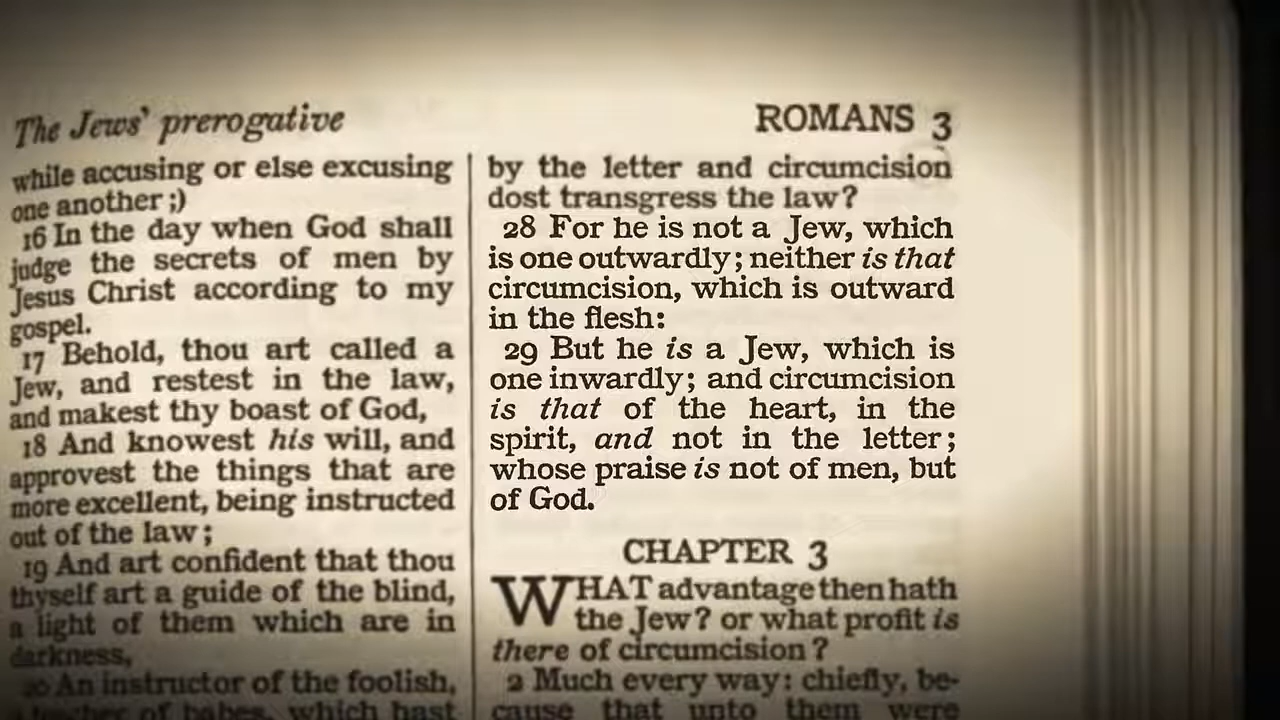 The Jews' prerogative
ROMANS 3
while accusing or else excusing
one another ;)
16 In the day when God shall
judge the secrets of men by
Jesus Christ according to my
gospel.
17 Behold, thou art called a
Jew, and restest in the law,
and makest thy boast of God,
18 And knowest his will, and
approvest the things that are
more excellent, being instructed
out of the law ;
19 And art confident that thou
thyself art a guide of the blind,
a light of them which are in
darkness,
20 An instructor of the foolish,
a teacher of babes, which hast
by the letter and circumcision
dost transgress the law?
28 For he is not a Jew, which
is one outwardly; neither is that
circumcision, which is outward
in the flesh:
29 But he is a Jew, which is
one inwardly; and circumcision
is that of the heart, in the
spirit, and not in the letter;
whose praise is not of men, but
of God.
CHAPTER 3
WHAT advantage then hath
the Jew? or what profit is
there of circumcision?
2 Much every way: chiefly, be-
cause that unto them were